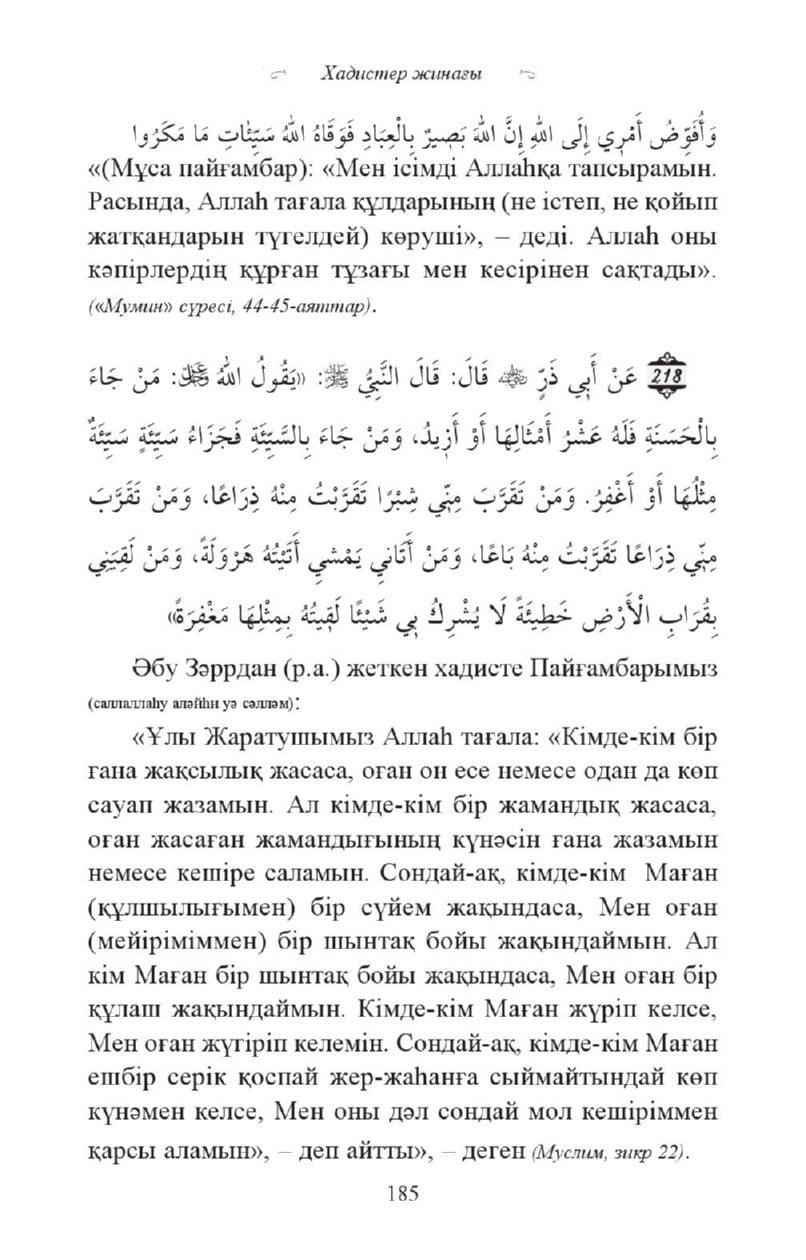 Хадистер жинағы
وَأُفَوِّضُ أَمْرِي إِلَى اللهِ إِنَّ اللهَ بَصِيرٌ بِالْعِبَادِ فَوَقَاهُ اللهُ سَيِّئَاتِ مَا مَكَرُوا
«(Мұса пайғамбар): «Мен ісімді Аллаһқа тапсырамын.
Расында, Аллаһ тағала құлдарының (не істеп, не қойып
жатқандарын түгелдей) көруші», – деді. Аллаһ оны
кәпірлердің құрған тұзағы мен кесірінен сақтады».
(«Мумин» сүресі, 44-45-аяттар).
218 عَنْ أَبِي ذَرٍّ ﵁ قَالَ: قَالَ النَّبِيُّ ﷺ: «يَقُولُ اللهُ ﷻ: مَنْ جَاءَ
بِالْحَسَنَةِ فَلَهُ عَشْرُ أَمْثَالِهَا أَوْ أَزِيدُ، وَمَنْ جَاءَ بِالسَّيِّئَةِ فَجَزَاءُ سَيِّئَةٍ سَيِّئَةٌ
مِثْلُهَا أَوْ أَغْفِرُ. وَمَنْ تَقَرَّبَ مِنِّي شِبْرًا تَقَرَّبْتُ مِنْهُ ذِرَاعًا، وَمَنْ تَقَرَّبَ
مِنِّي ذِرَاعًا تَقَرَّبْتُ مِنْهُ بَاعًا، وَمَنْ أَتَانِي يَمْشِي أَتَيْتُهُ هَرْوَلَةً، وَمَنْ لَقِيَنِي
بِقُرَابِ الْأَرْضِ خَطِيئَةً لَا يُشْرِكُ بِي شَيْئًا لَقِيتُهُ بِمِثْلِهَا مَغْفِرَةً»
Әбу Зәррдан (р.а.) жеткен хадисте Пайғамбарымыз
(саллаллаһу аләйһи уә сәлләм):
«Ұлы Жаратушымыз Аллаһ тағала: «Кімде-кім бір
ғана жақсылық жасаса, оған он есе немесе одан да көп
сауап жазамын. Ал кімде-кім бір жамандық жасаса,
оған жасаған жамандығының күнәсін ғана жазамын
немесе кешіре саламын. Сондай-ақ, кімде-кім Маған
(құлшылығымен) бір сүйем жақындаса, Мен оған
(мейіріміммен) бір шынтақ бойы жақындаймын. Ал
кім Маған бір шынтақ бойы жақындаса, Мен оған бір
құлаш жақындаймын. Кімде-кім Маған жүріп келсе,
Мен оған жүгіріп келемін. Сондай-ақ, кімде-кім Маған
ешбір серік қоспай жер-жаһанға сыймайтындай көп
күнәмен келсе, Мен оны дәл сондай мол кешіріммен
қарсы аламын», – деп айтты», – деген (Муслим, зикр 22).
185